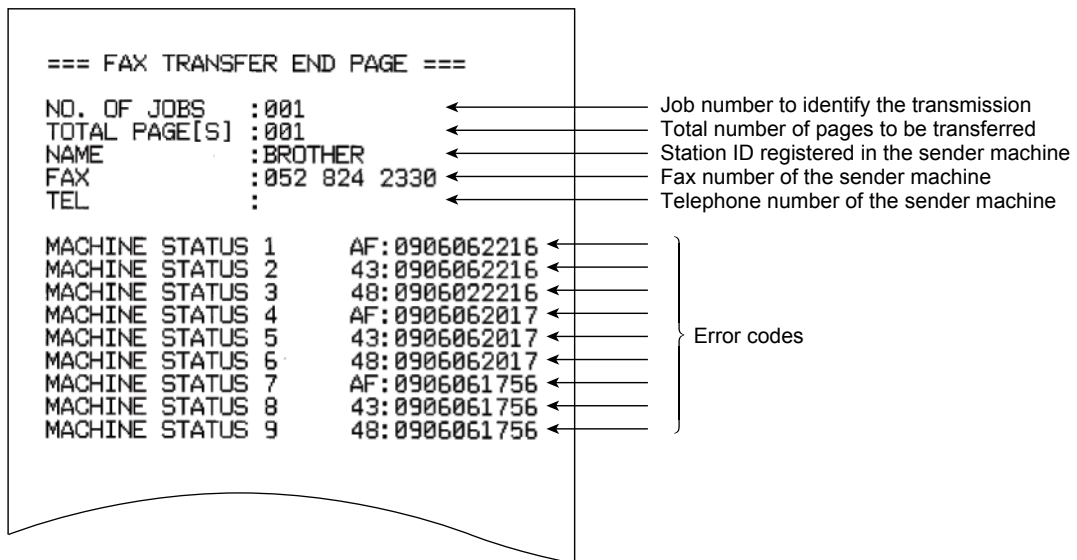 === FAX TRANSFER END PAGE ===
NO. OF JOBS :001 Job number to identify the transmission
TOTAL PAGE[S] :001 Total number of pages to be transferred
NAME :BROTHER Station ID registered in the sender machine
FAX :052 824 2330 Fax number of the sender machine
TEL : Telephone number of the sender machine
MACHINE STATUS 1 AF:0906062216
MACHINE STATUS 2 43:0906062216
MACHINE STATUS 3 48:0906022216
MACHINE STATUS 4 AF:0906062017
MACHINE STATUS 5 43:0906062017 Error codes
MACHINE STATUS 6 48:0906062017
MACHINE STATUS 7 AF:0906061756
MACHINE STATUS 8 43:0906061756
MACHINE STATUS 9 48:0906061756